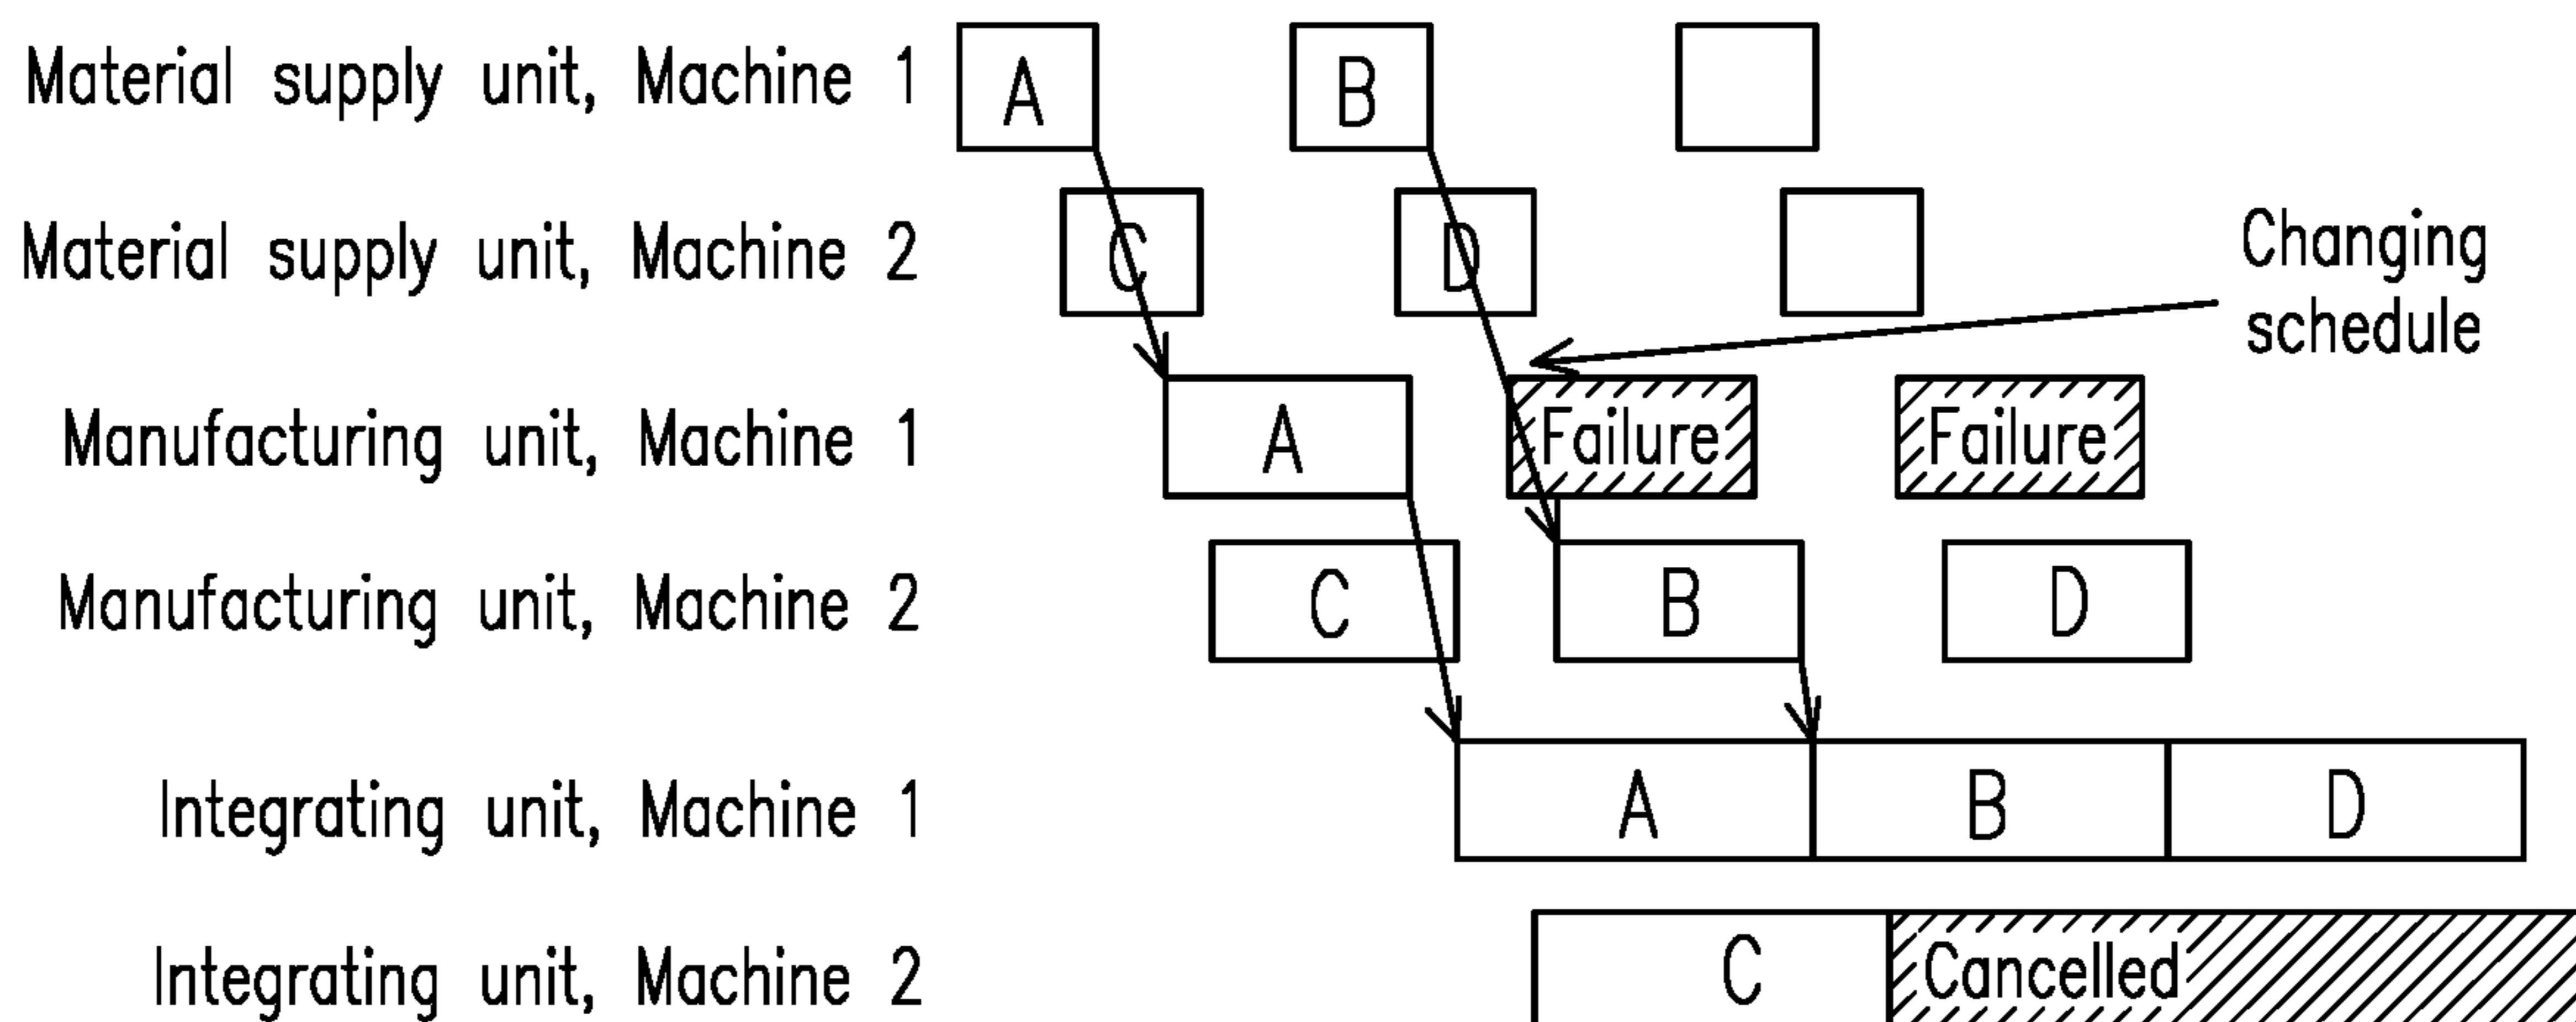 Material supply unit, Machine 1
A
B
Material supply unit, Machine 2
C
D
Changing
schedule
Manufacturing unit, Machine 1
A
Failure
Failure
Manufacturing unit, Machine 2
C
B
D
Integrating unit, Machine 1
A
B
D
Integrating unit, Machine 2
C
Cancelled